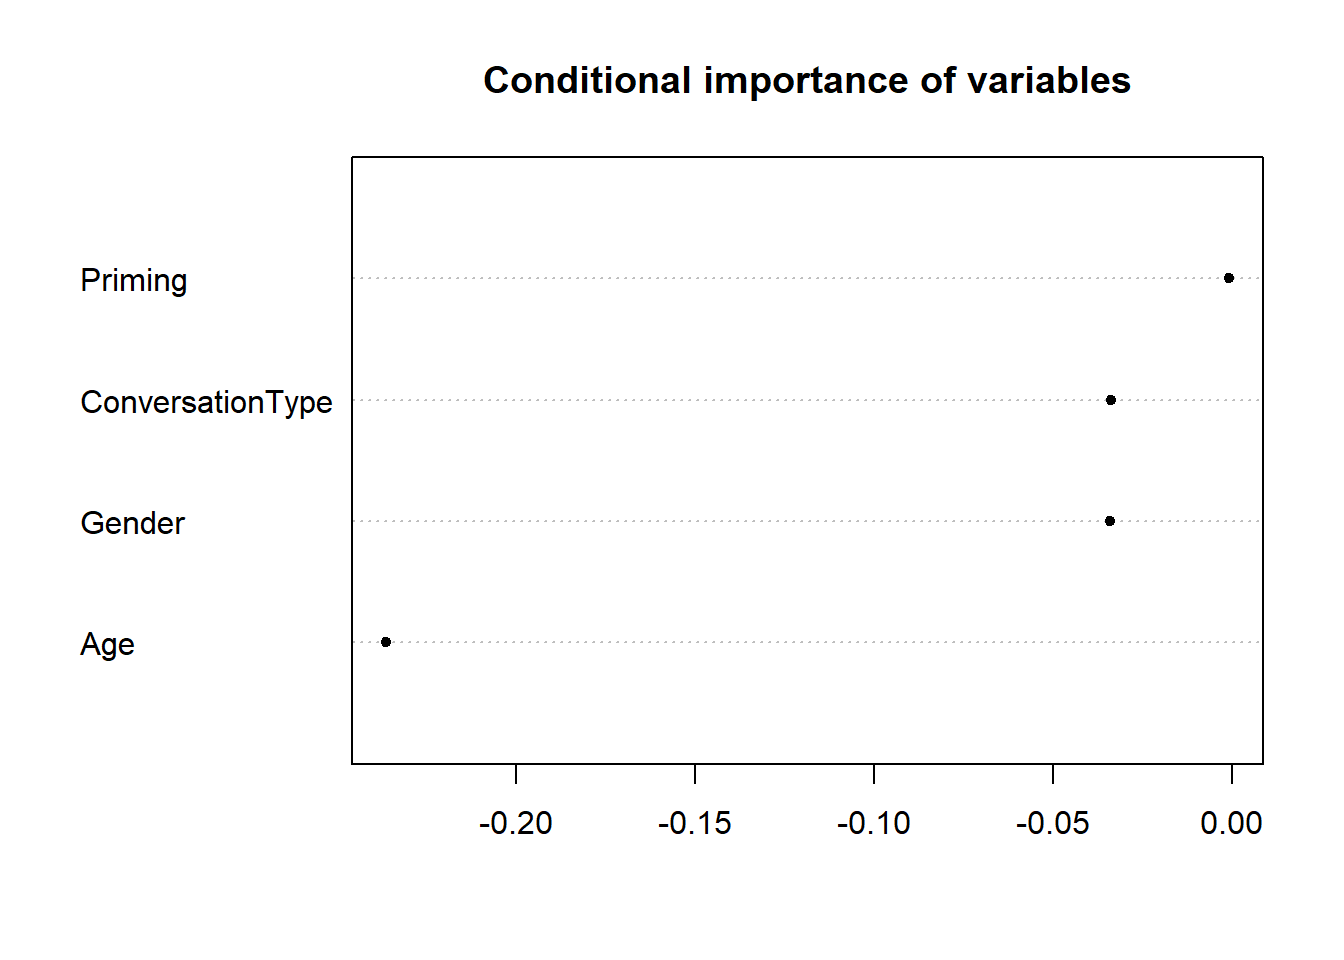 Conditional importance of variables
Priming
ConversationType
Gender
Age
-0.20 -0.15 -0.10 -0.05 0.00